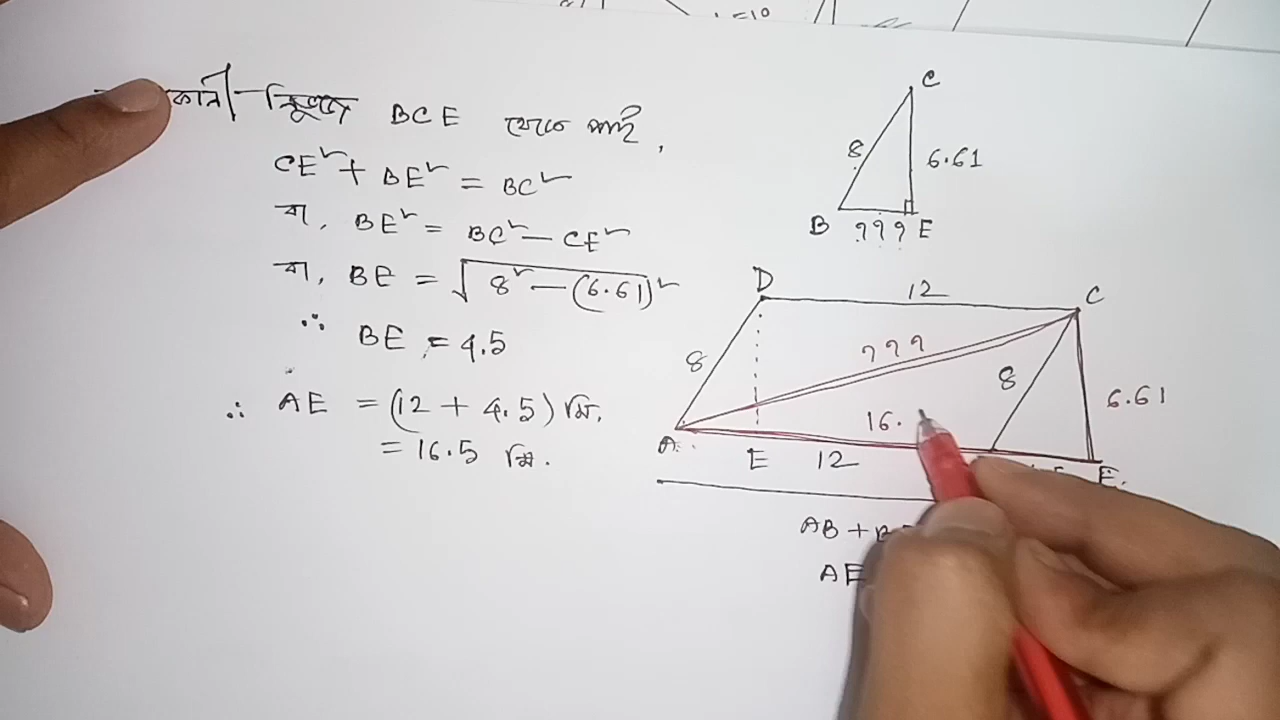 =10
BCE থেকে পাই,
CE² + BE² = BC²
বা, BE² = BC² — CE²
বা, BE = √8² — (6.61)²
∴ BE = 4.5
∴ AE = (12 + 4.5) মি.
= 16.5 মি.
C
8
6.61
B ??? E
D 12 C
8
???
8
6.61
16.
A
E 12
E.
AB + B
AE